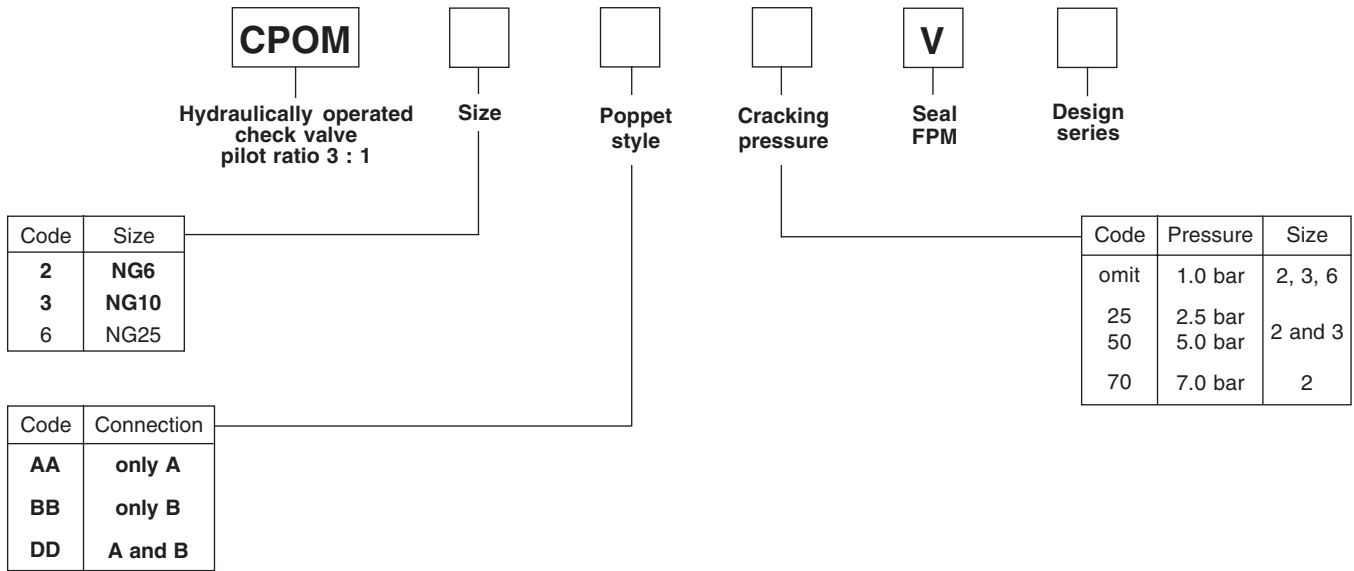 CPOM
V
Hydraulically operated
check valve
pilot ratio 3 : 1
Size
Poppet
style
Cracking
pressure
Seal
FPM
Design
series
Code Size
2 NG6
3 NG10
6 NG25
Code Connection
AA only A
BB only B
DD A and B
Code Pressure Size
omit 1.0 bar 2, 3, 6
25 2.5 bar
2 and 3
50 5.0 bar
70 7.0 bar 2